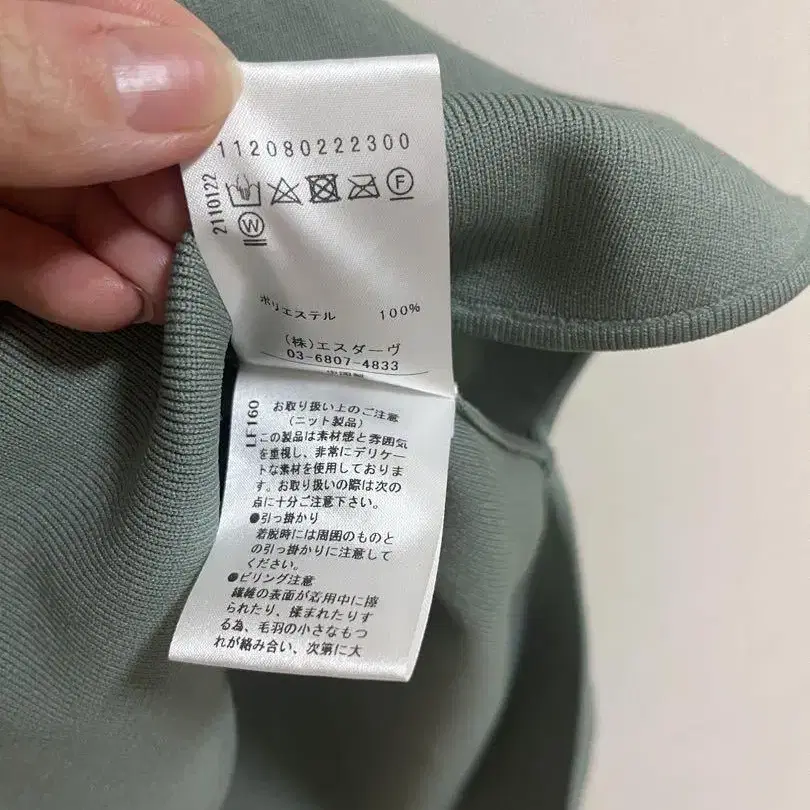 112080222300
2110122
F
W
ポリエステル 100%
(株)エスダーヴ
03-6807-4833
LF160
お取り扱い上のご注意
(ニット製品)
この製品は素材感と雰囲気
を重視し、非常にデリケー
トな素材を使用しておりま
す。お取り扱いの際は次の
点に十分ご注意下さい。
●引っ掛かり
着脱時には周囲のものと
の引っ掛かりに注意して
ください。
●ピリング注意
繊維の表面が着用中に擦
られたり、揉まれたりす
る為、毛羽の小さなもつ
れが絡み合い、次第に大